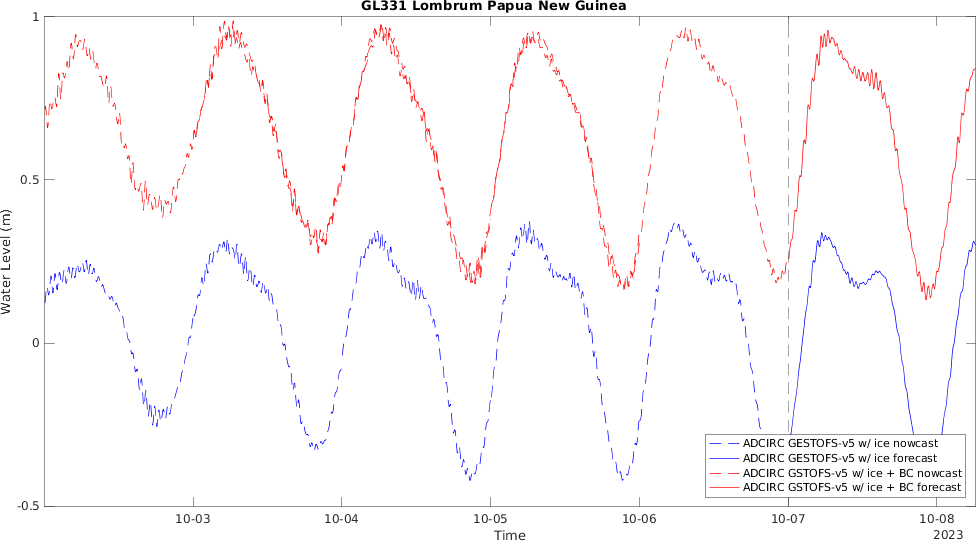 GL331 Lombrum Papua New Guinea
1
0.5
0
-0.5
Water Level (m)
10-03
10-04
10-05
10-06
10-07
10-08
Time
2023
ADCIRC GESTOFS-v5 w/ ice nowcast
ADCIRC GESTOFS-v5 w/ ice forecast
ADCIRC GSTOFS-v5 w/ ice + BC nowcast
ADCIRC GSTOFS-v5 w/ ice + BC forecast